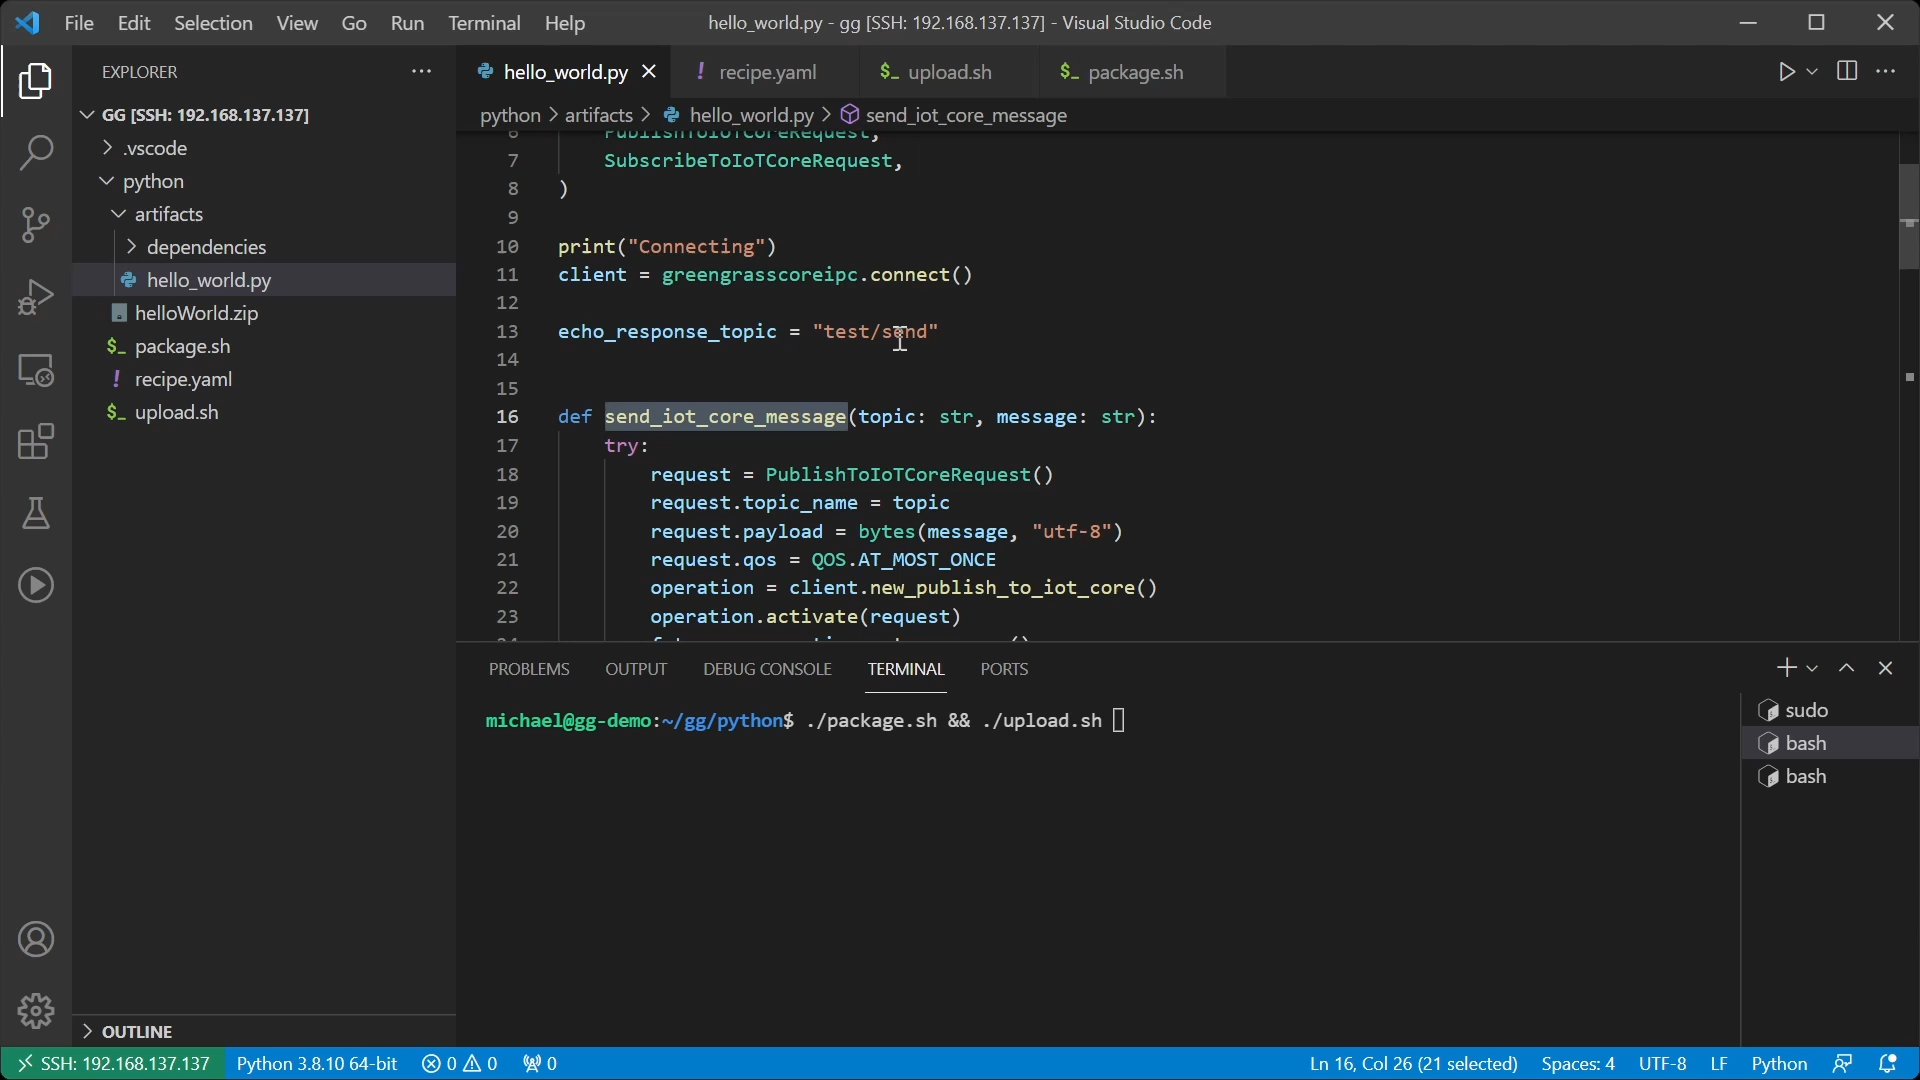 File Edit Selection View Go Run Terminal Help
hello_world.py - gg [SSH: 192.168.137.137] - Visual Studio Code
EXPLORER
GG [SSH: 192.168.137.137]
.vscode
python
artifacts
dependencies
hello_world.py
helloWorld.zip
$_ package.sh
! recipe.yaml
$_ upload.sh
OUTLINE
hello_world.py ! recipe.yaml $_ upload.sh $_ package.sh
python > artifacts > hello_world.py > send_iot_core_message
6 PublishToIoTCoreRequest,
7 SubscribeToIoTCoreRequest,
8 )
9
10 print("Connecting")
11 client = greengrasscoreipc.connect()
12
13 echo_response_topic = "test/send"
14
15
16 def send_iot_core_message(topic: str, message: str):
17 try:
18 request = PublishToIoTCoreRequest()
19 request.topic_name = topic
20 request.payload = bytes(message, "utf-8")
21 request.qos = QOS.AT_MOST_ONCE
22 operation = client.new_publish_to_iot_core()
23 operation.activate(request)
PROBLEMS OUTPUT DEBUG CONSOLE TERMINAL PORTS
michael@gg-demo:~/gg/python$ ./package.sh && ./upload.sh
sudo
bash
bash
SSH: 192.168.137.137 Python 3.8.10 64-bit 0 0 0 Ln 16, Col 26 (21 selected) Spaces: 4 UTF-8 LF Python